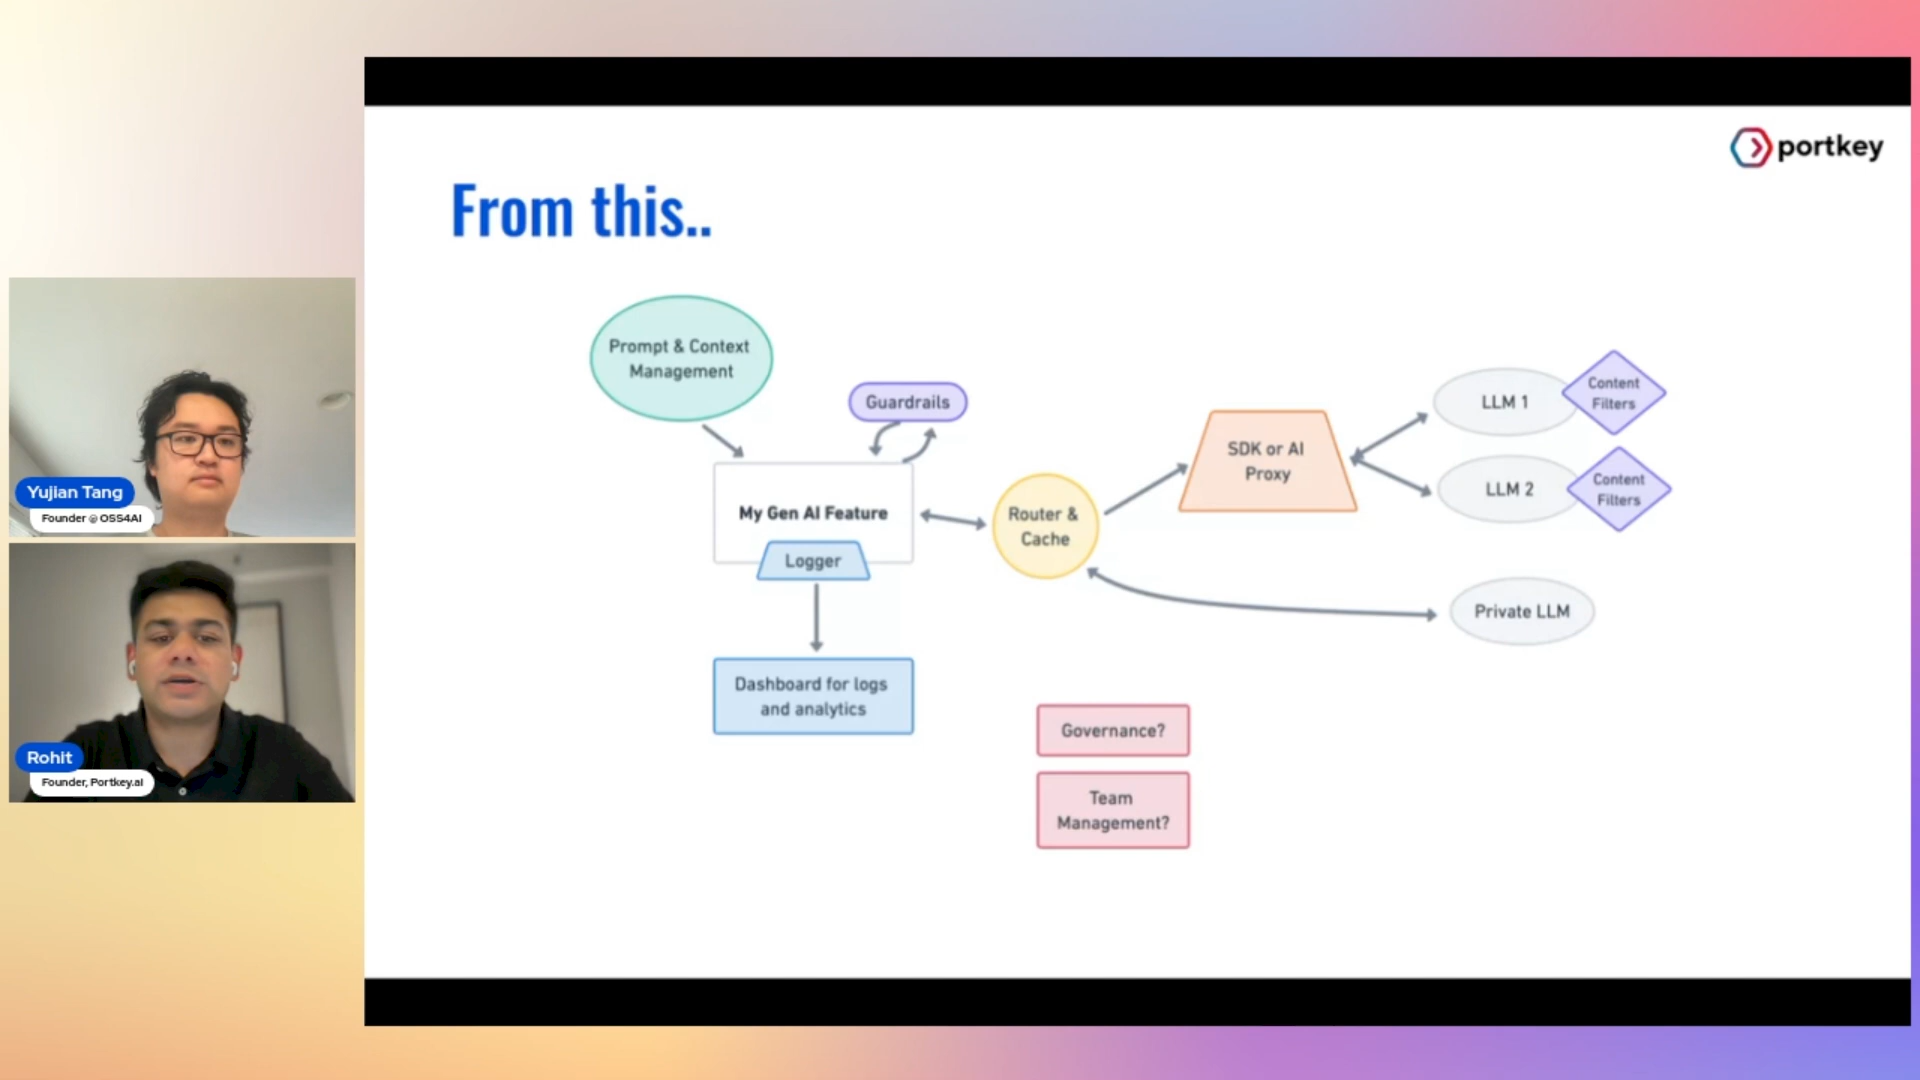 portkey
From this..
Prompt & Context
Management
Guardrails
My Gen AI Feature
Logger
Dashboard for logs
and analytics
Router &
Cache
SDK or AI
Proxy
LLM 1
Content
Filters
LLM 2
Content
Filters
Private LLM
Governance?
Team
Management?
Yujian Tang
Founder @ OSS4AI
Rohit
Founder, Portkey.ai